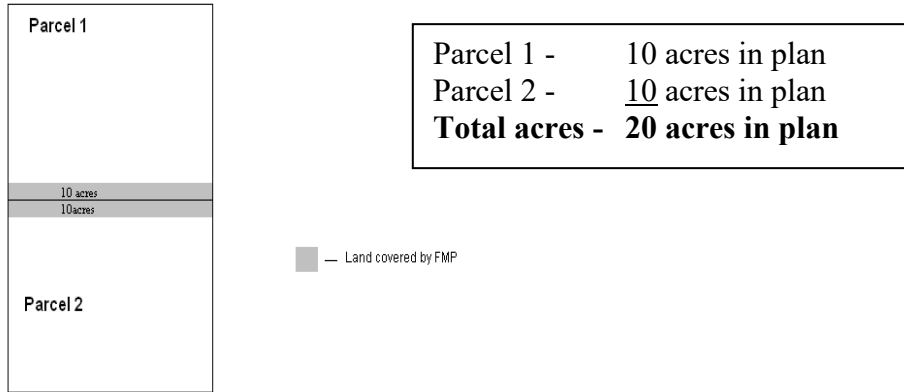 Parcel 1
Parcel 1 - 10 acres in plan
Parcel 2 - 10 acres in plan
Total acres - 20 acres in plan
10 acres
10acres
— Land covered by FMP
Parcel 2